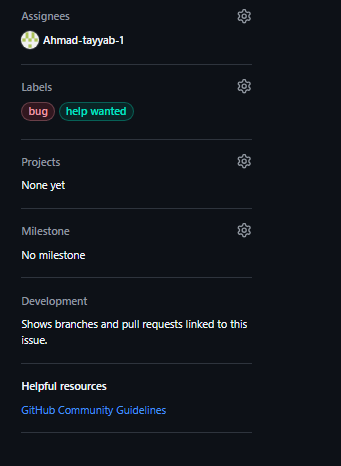 Assignees
Ahmad-tayyab-1
Labels
bug help wanted
Projects
None yet
Milestone
No milestone
Development
Shows branches and pull requests linked to this
issue.
Helpful resources
GitHub Community Guidelines